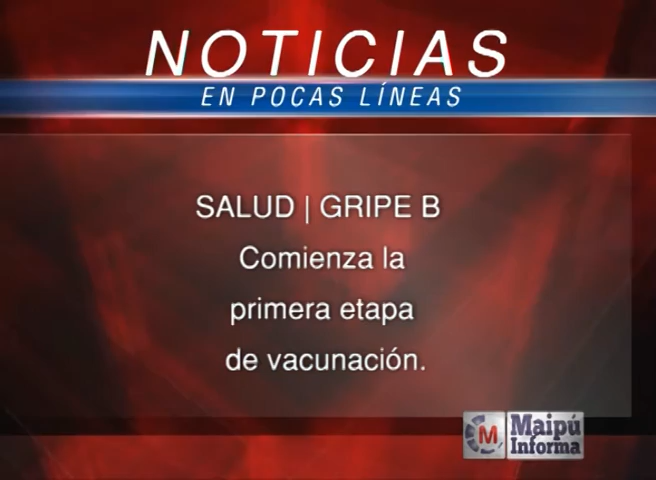 NOTICIAS
EN POCAS LÍNEAS
SALUD | GRIPE B
Comienza la
primera etapa
de vacunación.
M Maipú
Informa